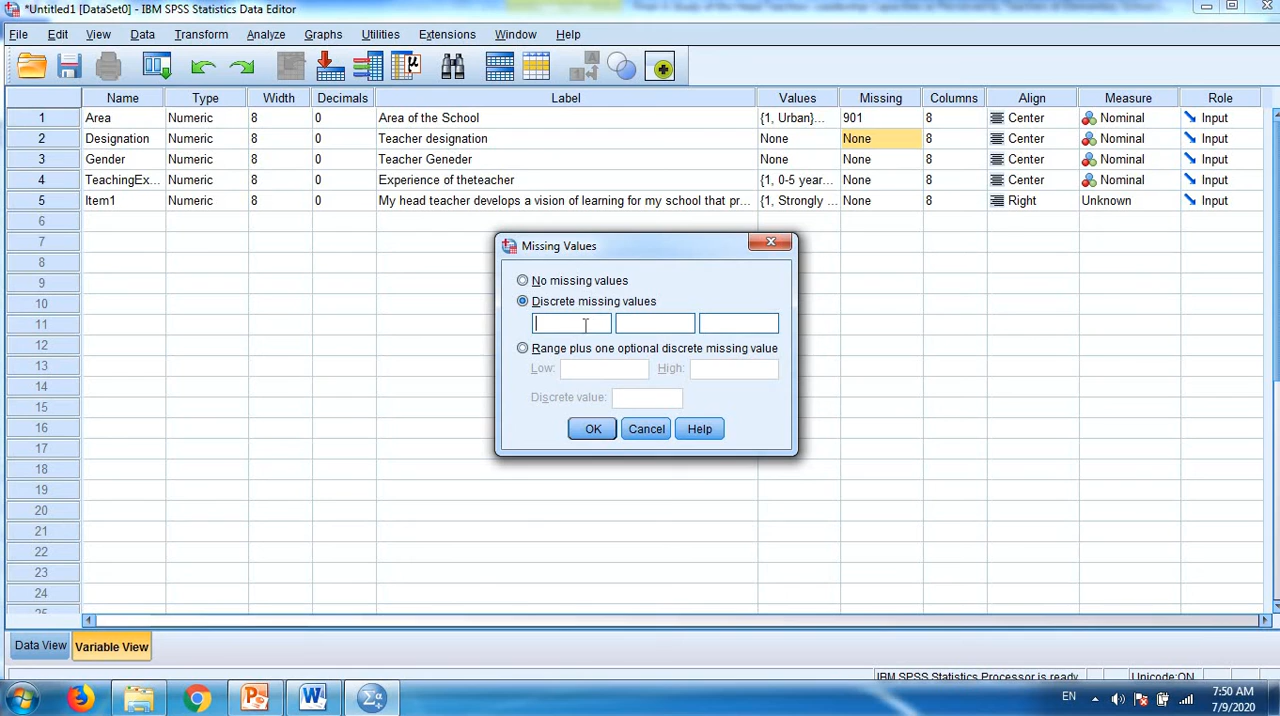 *Untitled1 [DataSet0] - IBM SPSS Statistics Data Editor
File Edit View Data Transform Analyze Graphs Utilities Extensions Window Help
Name Type Width Decimals Label Values Missing Columns Align Measure Role
1 Area Numeric 8 0 Area of the School {1, Urban}... 901 8 Center Nominal Input
2 Designation Numeric 8 0 Teacher designation None None 8 Center Nominal Input
3 Gender Numeric 8 0 Teacher Geneder None None 8 Center Nominal Input
4 TeachingEx... Numeric 8 0 Experience of theteacher {1, 0-5 year... None 8 Center Nominal Input
5 Item1 Numeric 8 0 My head teacher develops a vision of learning for my school that pr... {1, Strongly ... None 8 Right Unknown Input
6
7
8
9
10
11
12
13
14
15
16
17
18
19
20
21
22
23
24
25
Missing Values
No missing values
Discrete missing values
Range plus one optional discrete missing value
Low: High:
Discrete value:
OK Cancel Help
Data View Variable View
IBM SPSS Statistics Processor is ready Unicode:ON
EN 7:50 AM
7/9/2020